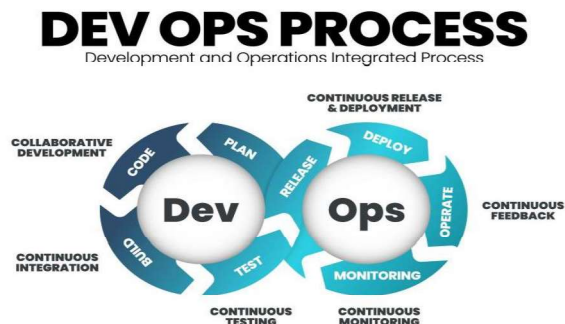 DEV OPS PROCESS
Development and Operations Integrated Process
CONTINUOUS RELEASE
& DEPLOYMENT
COLLABORATIVE
DEVELOPMENT
CODE
PLAN
RELEASE
DEPLOY
Dev
Ops
OPERATE
CONTINUOUS
FEEDBACK
BUILD
TEST
MONITORING
CONTINUOUS
INTEGRATION
CONTINUOUS
TESTING
CONTINUOUS
MONITORING